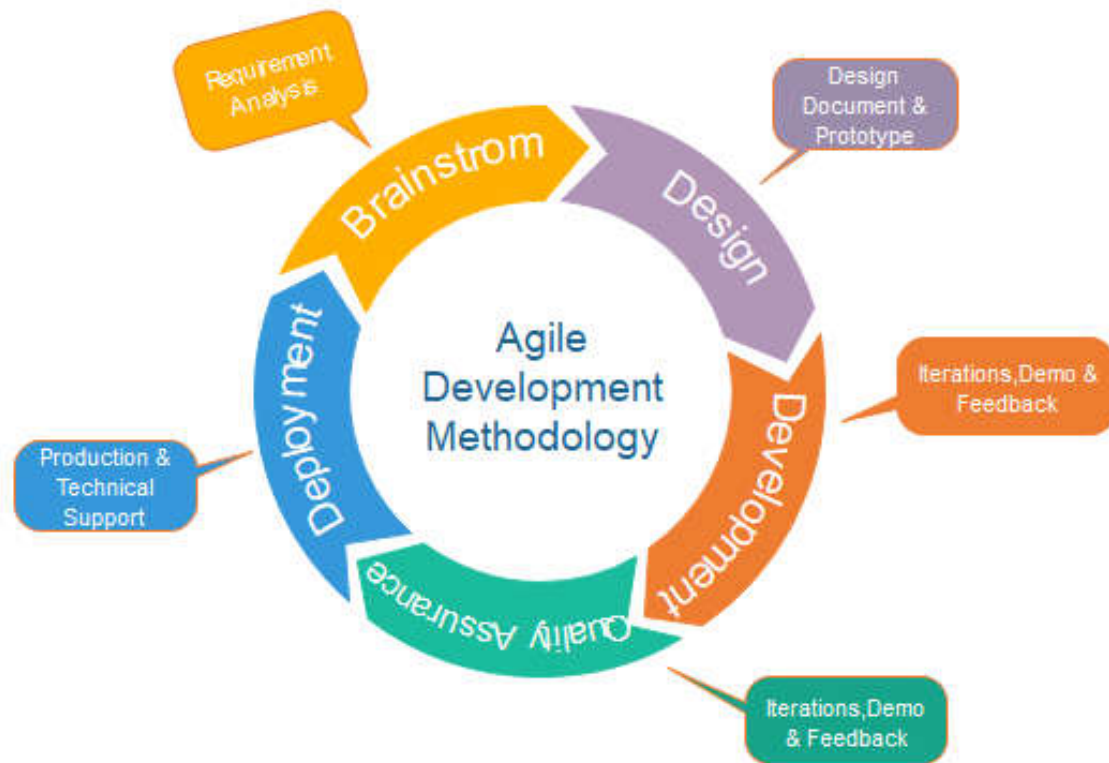 Requirement
Analysis
Brainstrom
Design
Document &
Prototype
Design
Agile
Development
Methodology
Iterations,Demo &
Feedback
Development
Production &
Technical
Support
Deployment
Quality Assurance
Iterations,Demo
& Feedback